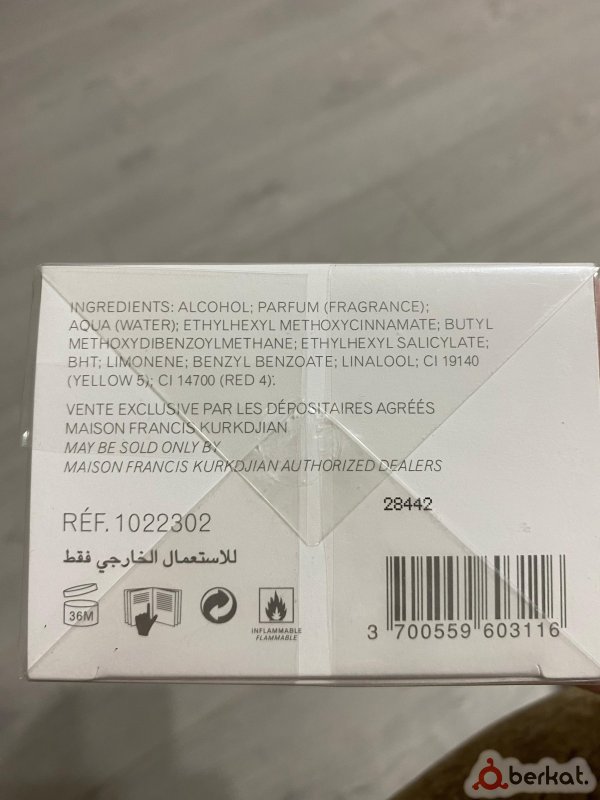 INGREDIENTS: ALCOHOL; PARFUM (FRAGRANCE);
AQUA (WATER); ETHYLHEXYL METHOXYCINNAMATE; BUTYL
METHOXYDIBENZOYLMETHANE; ETHYLHEXYL SALICYLATE;
BHT; LIMONENE; BENZYL BENZOATE; LINALOOL; CI 19140
(YELLOW 5); CI 14700 (RED 4).
VENTE EXCLUSIVE PAR LES DÉPOSITAIRES AGRÉÉS
MAISON FRANCIS KURKDJIAN
MAY BE SOLD ONLY BY
MAISON FRANCIS KURKDJIAN AUTHORIZED DEALERS
28442
RÉF. 1022302
للاستعمال الخارجي فقط
36M
INFLAMMABLE
FLAMMABLE
3 700559 603116
berkat.